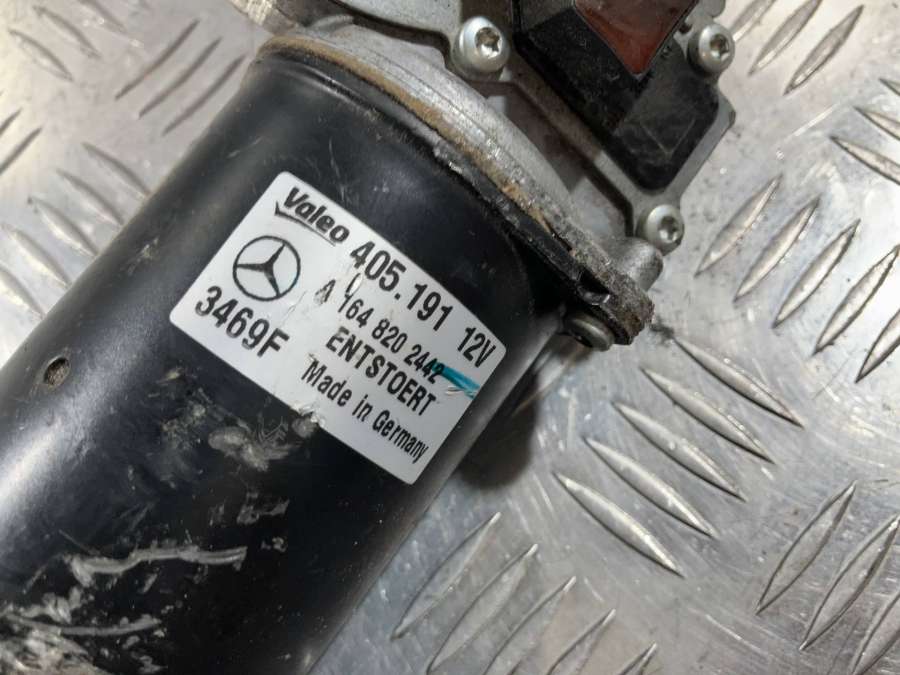 Valeo
405.191 12V
A 164 820 2442
3469F
ENTSTOERT
Made in Germany